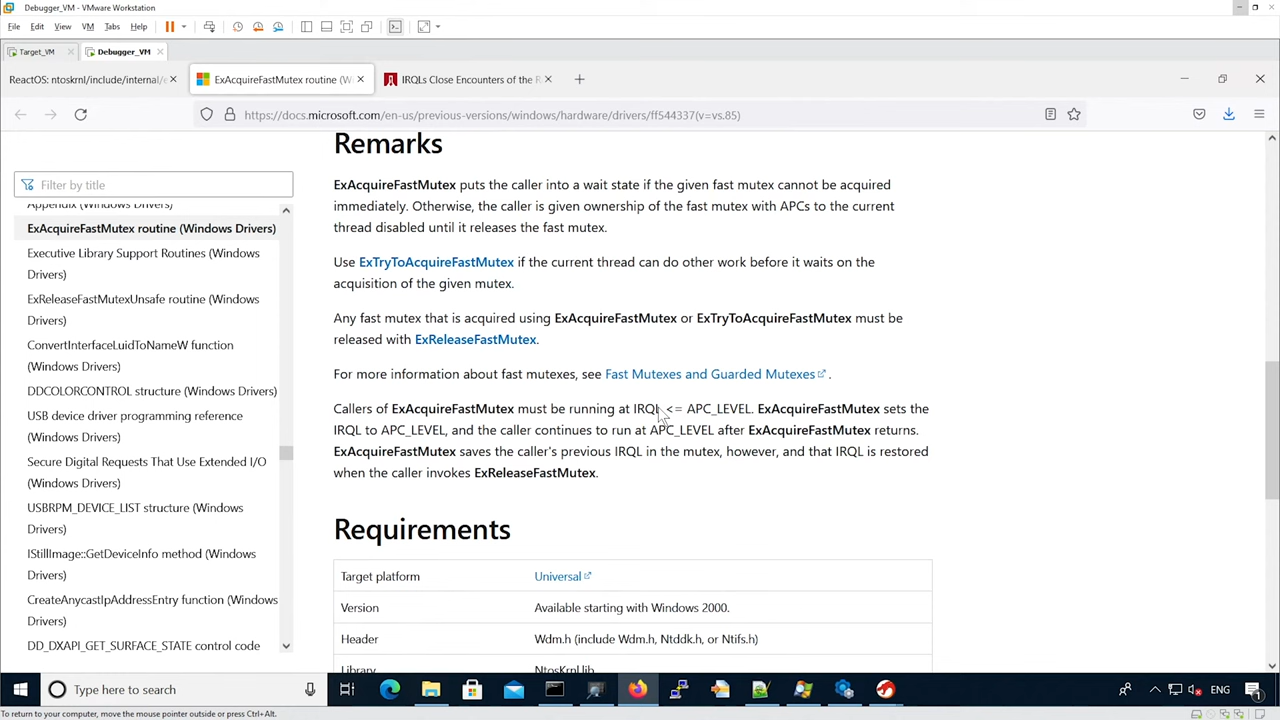 Debugger_VM - VMware Workstation
File Edit View VM Tabs Help
Target_VM Debugger_VM
ReactOS: ntoskrnl/include/internal/e ExAcquireFastMutex routine (W IRQLs Close Encounters of the R
https://docs.microsoft.com/en-us/previous-versions/windows/hardware/drivers/ff544337(v=vs.85)
Filter by title
Appendix (Windows Drivers)
ExAcquireFastMutex routine (Windows Drivers)
Executive Library Support Routines (Windows
Drivers)
ExReleaseFastMutexUnsafe routine (Windows
Drivers)
ConvertInterfaceLuidToNameW function
(Windows Drivers)
DDCOLORCONTROL structure (Windows Drivers)
USB device driver programming reference
(Windows Drivers)
Secure Digital Requests That Use Extended I/O
(Windows Drivers)
USBRPM_DEVICE_LIST structure (Windows
Drivers)
IStillImage::GetDeviceInfo method (Windows
Drivers)
CreateAnycastIpAddressEntry function (Windows
Drivers)
DD_DXAPI_GET_SURFACE_STATE control code
Remarks
ExAcquireFastMutex puts the caller into a wait state if the given fast mutex cannot be acquired
immediately. Otherwise, the caller is given ownership of the fast mutex with APCs to the current
thread disabled until it releases the fast mutex.
Use ExTryToAcquireFastMutex if the current thread can do other work before it waits on the
acquisition of the given mutex.
Any fast mutex that is acquired using ExAcquireFastMutex or ExTryToAcquireFastMutex must be
released with ExReleaseFastMutex.
For more information about fast mutexes, see Fast Mutexes and Guarded Mutexes .
Callers of ExAcquireFastMutex must be running at IRQL <= APC_LEVEL. ExAcquireFastMutex sets the
IRQL to APC_LEVEL, and the caller continues to run at APC_LEVEL after ExAcquireFastMutex returns.
ExAcquireFastMutex saves the caller's previous IRQL in the mutex, however, and that IRQL is restored
when the caller invokes ExReleaseFastMutex.
Requirements
Target platform Universal
Version Available starting with Windows 2000.
Header Wdm.h (include Wdm.h, Ntddk.h, or Ntifs.h)
Library NtosKrnl.lib
Type here to search
ENG
1
To return to your computer, move the mouse pointer outside or press Ctrl+Alt.